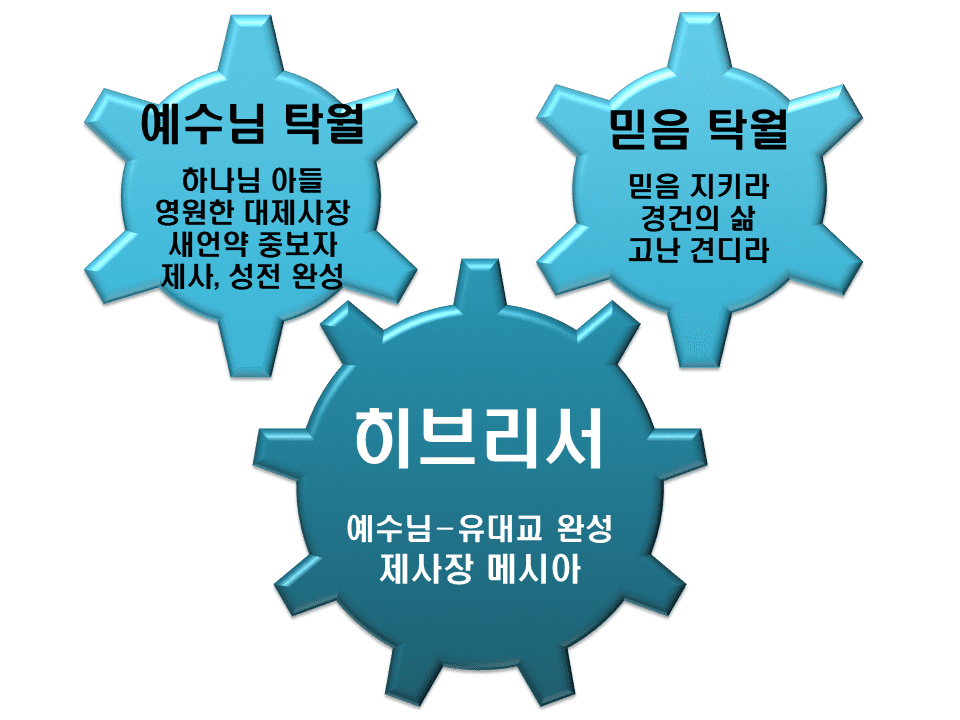 예수님 탁월
하나님 아들
영원한 대제사장
새언약 중보자
제사, 성전 완성
믿음 탁월
믿음 지키라
경건의 삶
고난 견디라
히브리서
예수님-유대교 완성
제사장 메시아